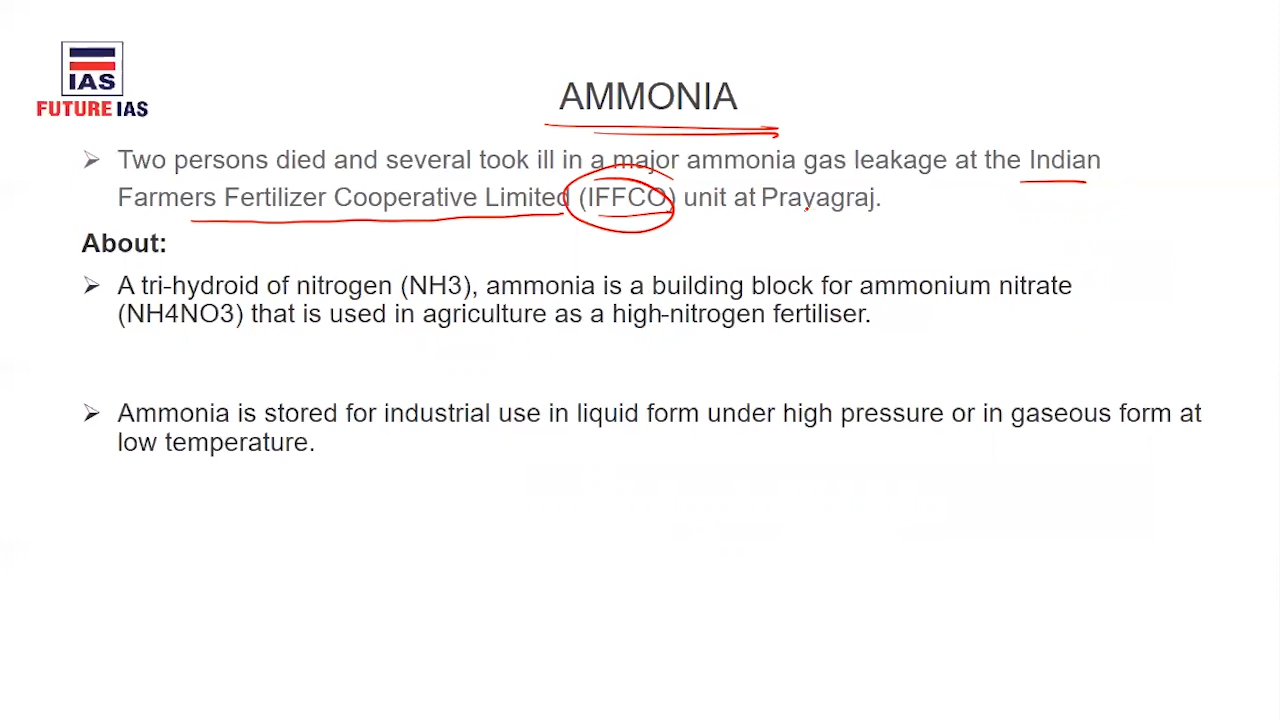 IAS
FUTURE IAS
AMMONIA
➢ Two persons died and several took ill in a major ammonia gas leakage at the Indian
Farmers Fertilizer Cooperative Limited (IFFCO) unit at Prayagraj.
About:
➢ A tri-hydroid of nitrogen (NH3), ammonia is a building block for ammonium nitrate
(NH4NO3) that is used in agriculture as a high-nitrogen fertiliser.
➢ Ammonia is stored for industrial use in liquid form under high pressure or in gaseous form at
low temperature.